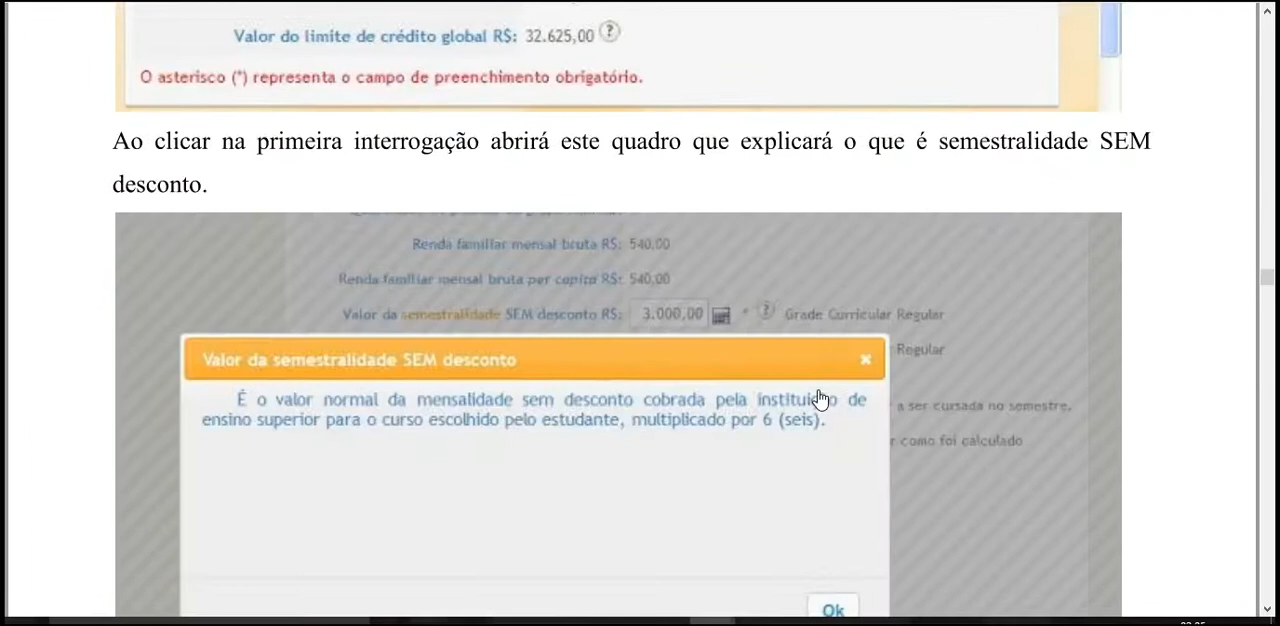 Valor do limite de crédito global R$: 32.625,00 ?
O asterisco (*) representa o campo de preenchimento obrigatório.
Ao clicar na primeira interrogação abrirá este quadro que explicará o que é semestralidade SEM
desconto.
Renda familiar mensal bruta R$: 540,00
Renda familiar mensal bruta per capita R$: 540,00
Valor da semestralidade SEM desconto R$: 3.000,00 * ? Grade Curricular Regular
Regular
Valor da semestralidade SEM desconto ×
É o valor normal da mensalidade sem desconto cobrada pela de
a ser cursada no semestre.
ensino superior para o curso escolhido pelo estudante, multiplicado por 6 (seis).
como foi calculado
Ok